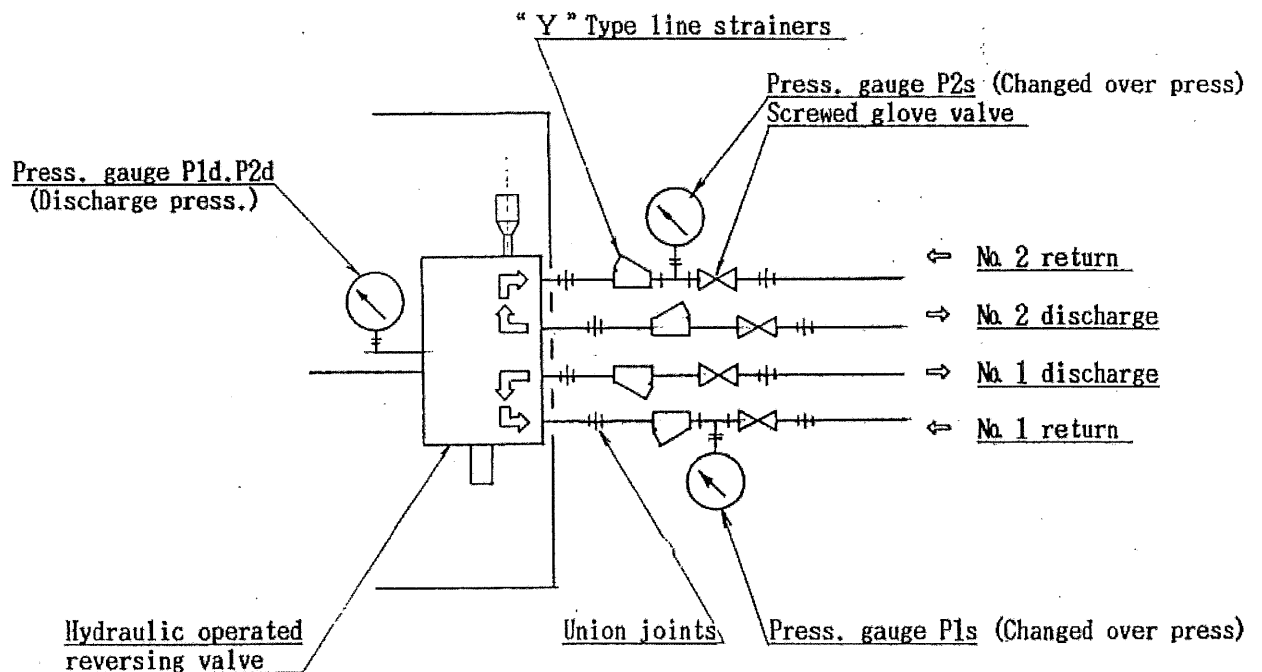 “ Y ” Type line strainers
Press. gauge P2s (Changed over press)
Screwed glove valve
Press. gauge P1d.P2d
(Discharge press.)
No. 2 return
No. 2 discharge
No. 1 discharge
No. 1 return
Hydraulic operated
reversing valve
Union joints
Press. gauge P1s (Changed over press)